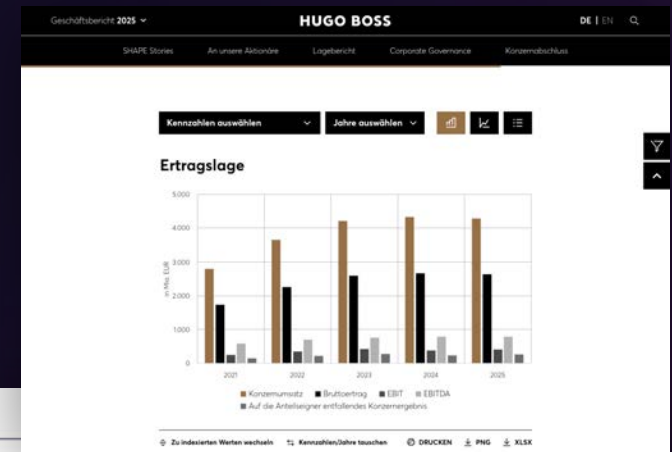 Geschäftsbericht 2025
HUGO BOSS
DE | EN
SHAPE Stories
An unsere Aktionäre
Lagebericht
Corporate Governance
Konzernabschluss
Kennzahlen auswählen
Jahre auswählen
Ertragslage
in Mio. EUR
5.000
4.000
3.000
2.000
1.000
0
2021 2022 2023 2024 2025
Konzernumsatz Bruttoertrag EBIT EBITDA
Auf die Anteilseigner entfallendes Konzernergebnis
Zu indexierten Werten wechseln Kennzahlen/Jahre tauschen DRUCKEN PNG XLSX